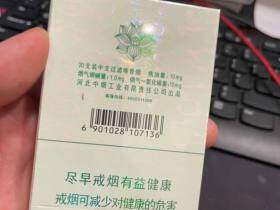 20支装中支过滤嘴香烟 焦油量：10mg
烟气烟碱量：1.0mg 烟气一氧化碳量：10mg
河北中烟工业有限责任公司出品
6 901028 107136
尽早戒烟有益健康
戒烟可减少对健康的危害